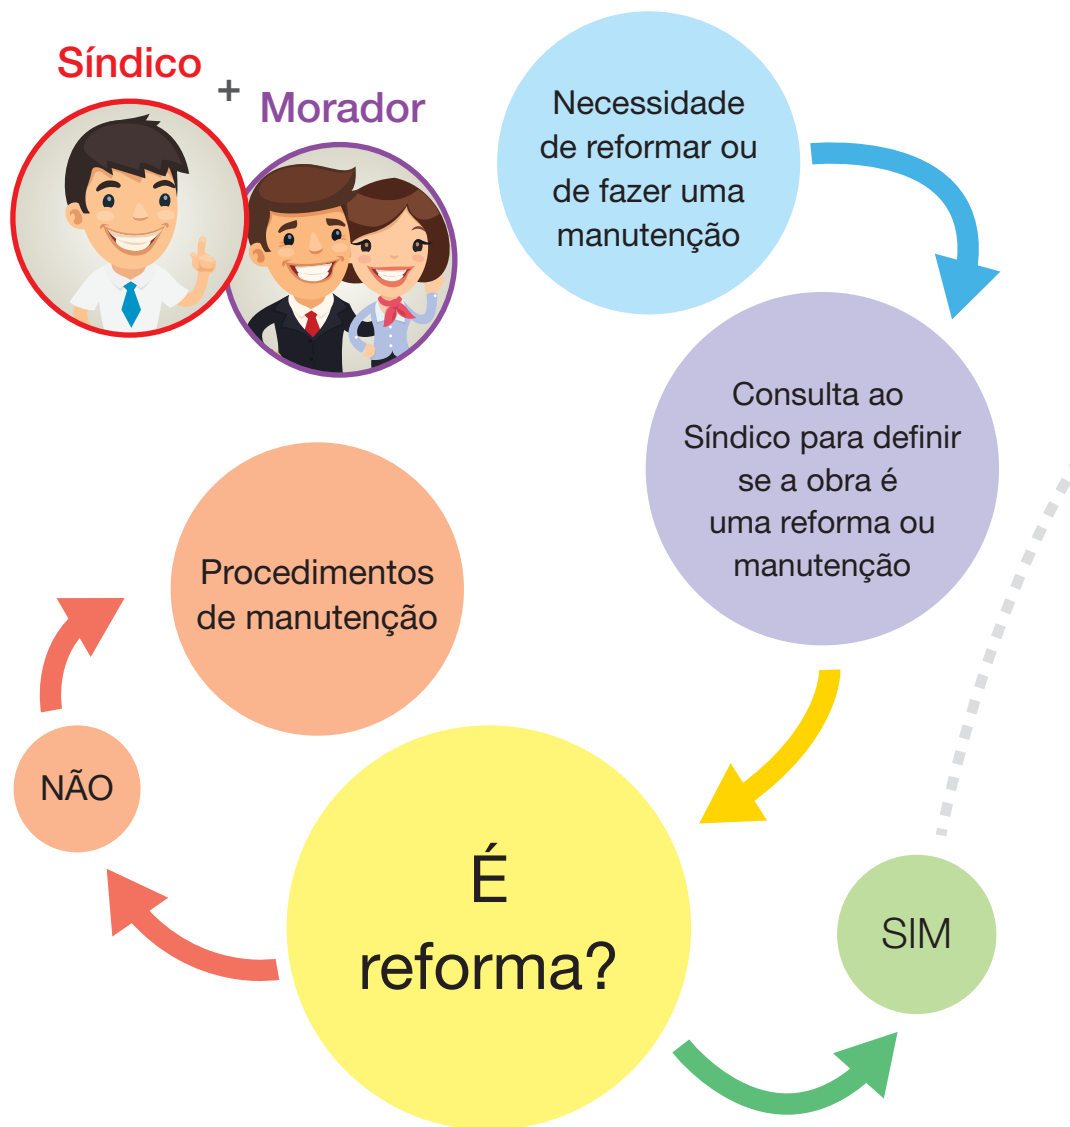 Síndico
+
Morador
Necessidade
de reformar ou
de fazer uma
manutenção
Consulta ao
Síndico para definir
se a obra é
uma reforma ou
manutenção
Procedimentos
de manutenção
NÃO
É
reforma?
SIM